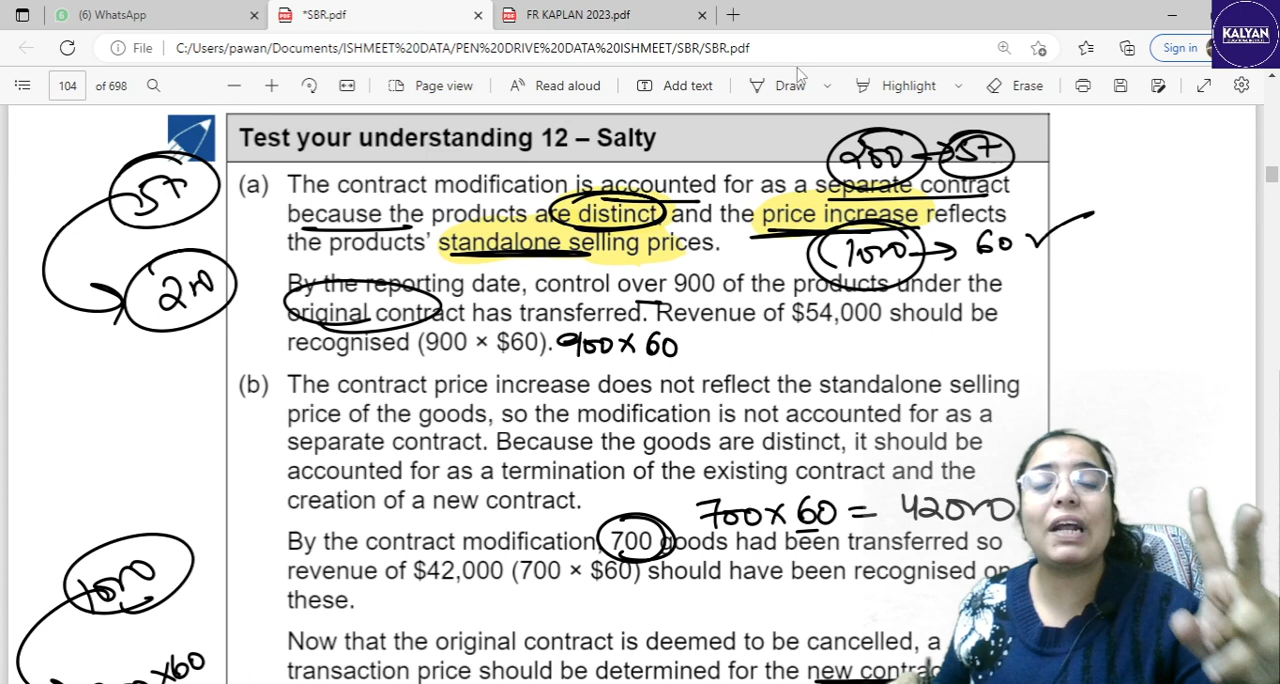 (6) WhatsApp
*SBR.pdf
FR KAPLAN 2023.pdf
File
C:/Users/pawan/Documents/ISHMEET%20DATA/PEN%20DRIVE%20DATA%20ISHMEET/SBR/SBR.pdf
Sign in
KALYAN
104 of 698
Page view
Read aloud
Add text
Draw
Highlight
Erase
Test your understanding 12 – Salty
200 → 57
(a) The contract modification is accounted for as a separate contract
because the products are distinct and the price increase reflects
the products' standalone selling prices.
1000 → 60 ✓
57
200
By the reporting date, control over 900 of the products under the
original contract has transferred. Revenue of $54,000 should be
recognised (900 × $60). 900 × 60
(b) The contract price increase does not reflect the standalone selling
price of the goods, so the modification is not accounted for as a
separate contract. Because the goods are distinct, it should be
accounted for as a termination of the existing contract and the
creation of a new contract.
700 × 60 = 42000
By the contract modification, 700 goods had been transferred so
revenue of $42,000 (700 × $60) should have been recognised on
these.
1000
Now that the original contract is deemed to be cancelled, a
transaction price should be determined for the new contra
×60